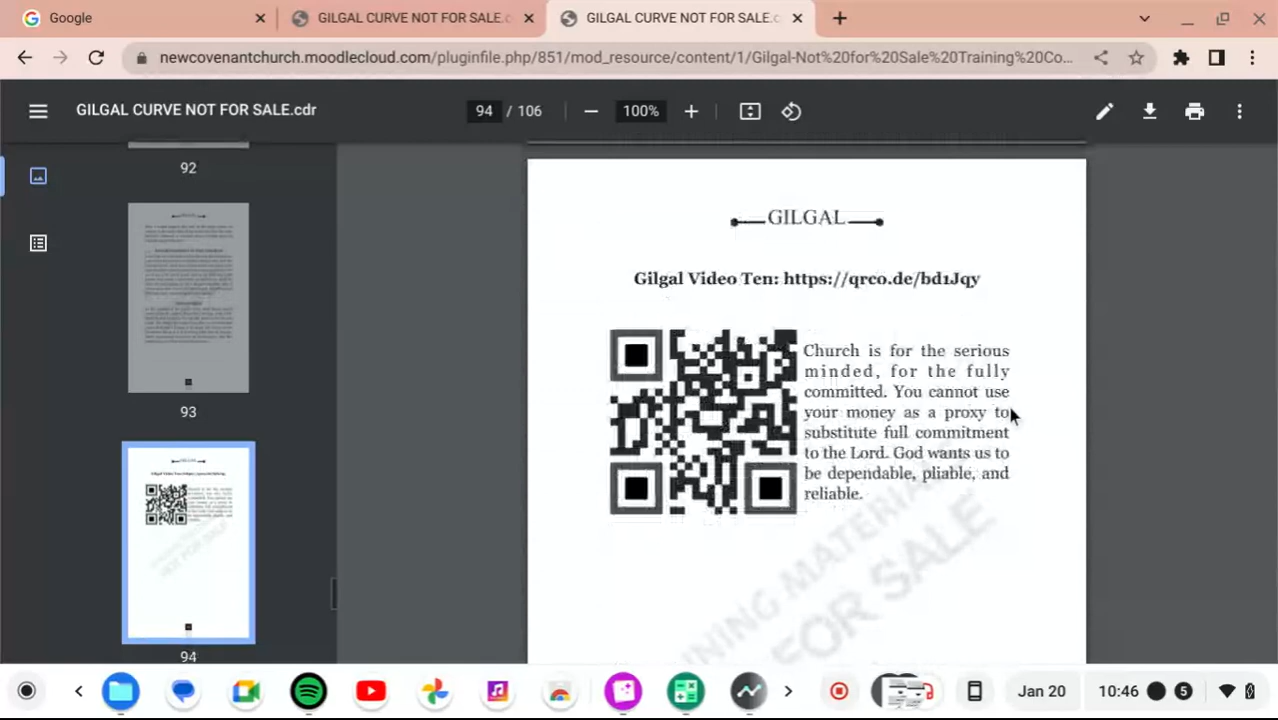 Google
GILGAL CURVE NOT FOR SALE.c
GILGAL CURVE NOT FOR SALE.c
newcovenantchurch.moodlecloud.com/pluginfile.php/851/mod_resource/content/1/Gilgal-Not%20for%20Sale%20Training%20Co...
GILGAL CURVE NOT FOR SALE.cdr
94 / 106
100%
92
93
94
GILGAL
Gilgal Video Ten: https://qrco.de/bd1Jqy
Church is for the serious
minded, for the fully
committed. You cannot use
your money as a proxy to
substitute full commitment
to the Lord. God wants us to
be dependable, pliable, and
reliable.
FOR SALE
Jan 20
10:46
5